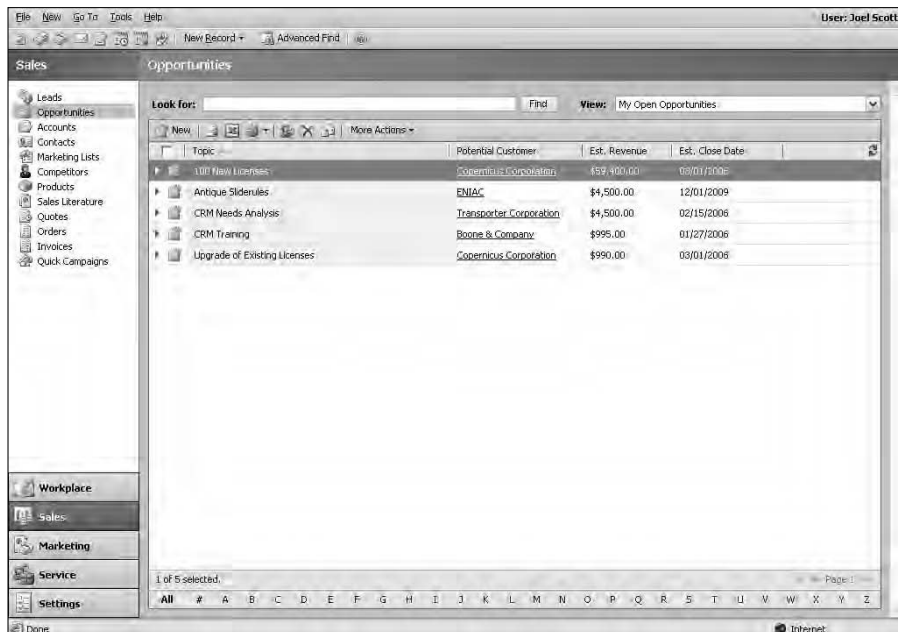 File New Go To Tools Help
User: Joel Scott
New Record Advanced Find
Sales
Opportunities
Leads
Opportunities
Accounts
Contacts
Marketing Lists
Competitors
Products
Sales Literature
Quotes
Orders
Invoices
Quick Campaigns
Look for: Find View: My Open Opportunities
New More Actions
Topic Potential Customer Est. Revenue Est. Close Date
100 New Licenses Copernicus Corporation $59,400.00
Antique Sliderules ENIAC $4,500.00 12/01/2009
CRM Needs Analysis Transporter Corporation $4,500.00 02/15/2006
CRM Training Boone & Company $995.00 01/27/2006
Upgrade of Existing Licenses Copernicus Corporation $990.00 03/01/2006
Workplace
Sales
Marketing
Service
Settings
1 of 5 selected. Page 1
All # A B C D E F G H I J K L M N O P Q R S T U V W X Y Z
Done Internet